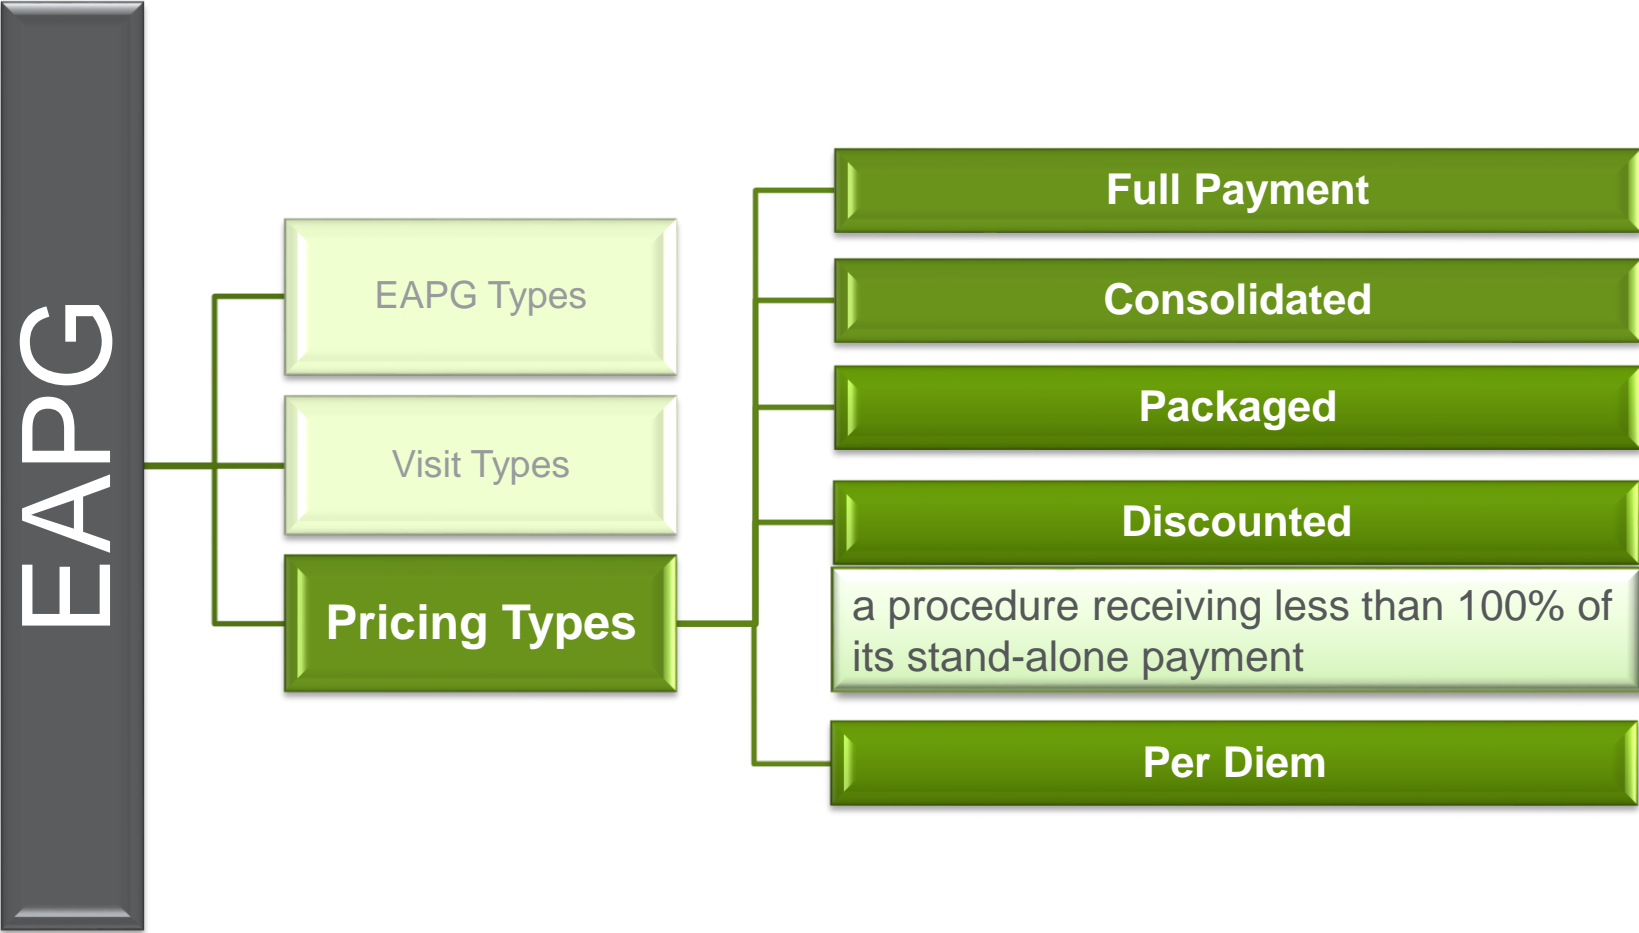 EAPG
EAPG Types
Visit Types
Pricing Types
Full Payment
Consolidated
Packaged
Discounted
a procedure receiving less than 100% of
its stand-alone payment
Per Diem